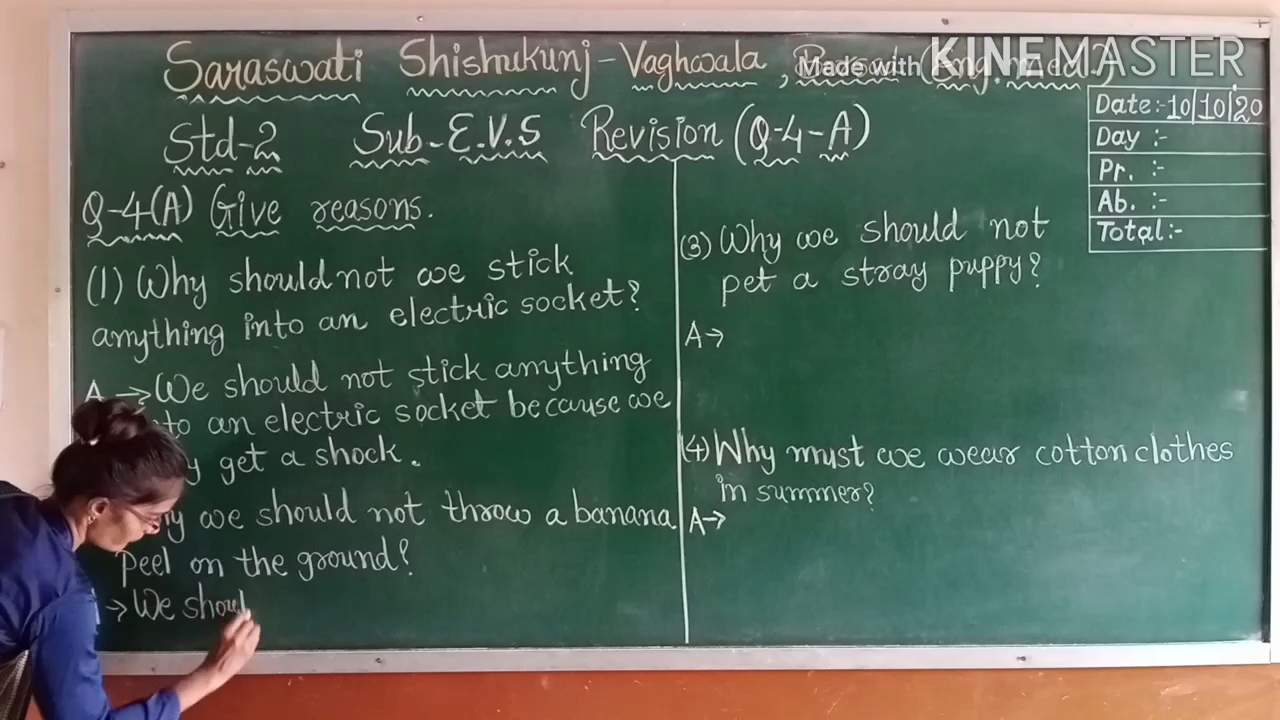 Saraswati Shishukunj-Vaghwala, (Eng. med.)
Made with KINEMASTER
Std-2 Sub-E.V.S Revision (Q-4-A)
Date:-10/10/20
Day :-
Pr. :-
Ab. :-
Total:-
Q-4(A) Give reasons.
(1) Why should not we stick
anything into an electric socket?
A → We should not stick anything
to an electric socket because we
y get a shock.
y we should not throw a banana
peel on the ground?
→ We shoul
(3) Why we should not
pet a stray puppy?
A→
(4) Why must we wear cotton clothes
in summer?
A→